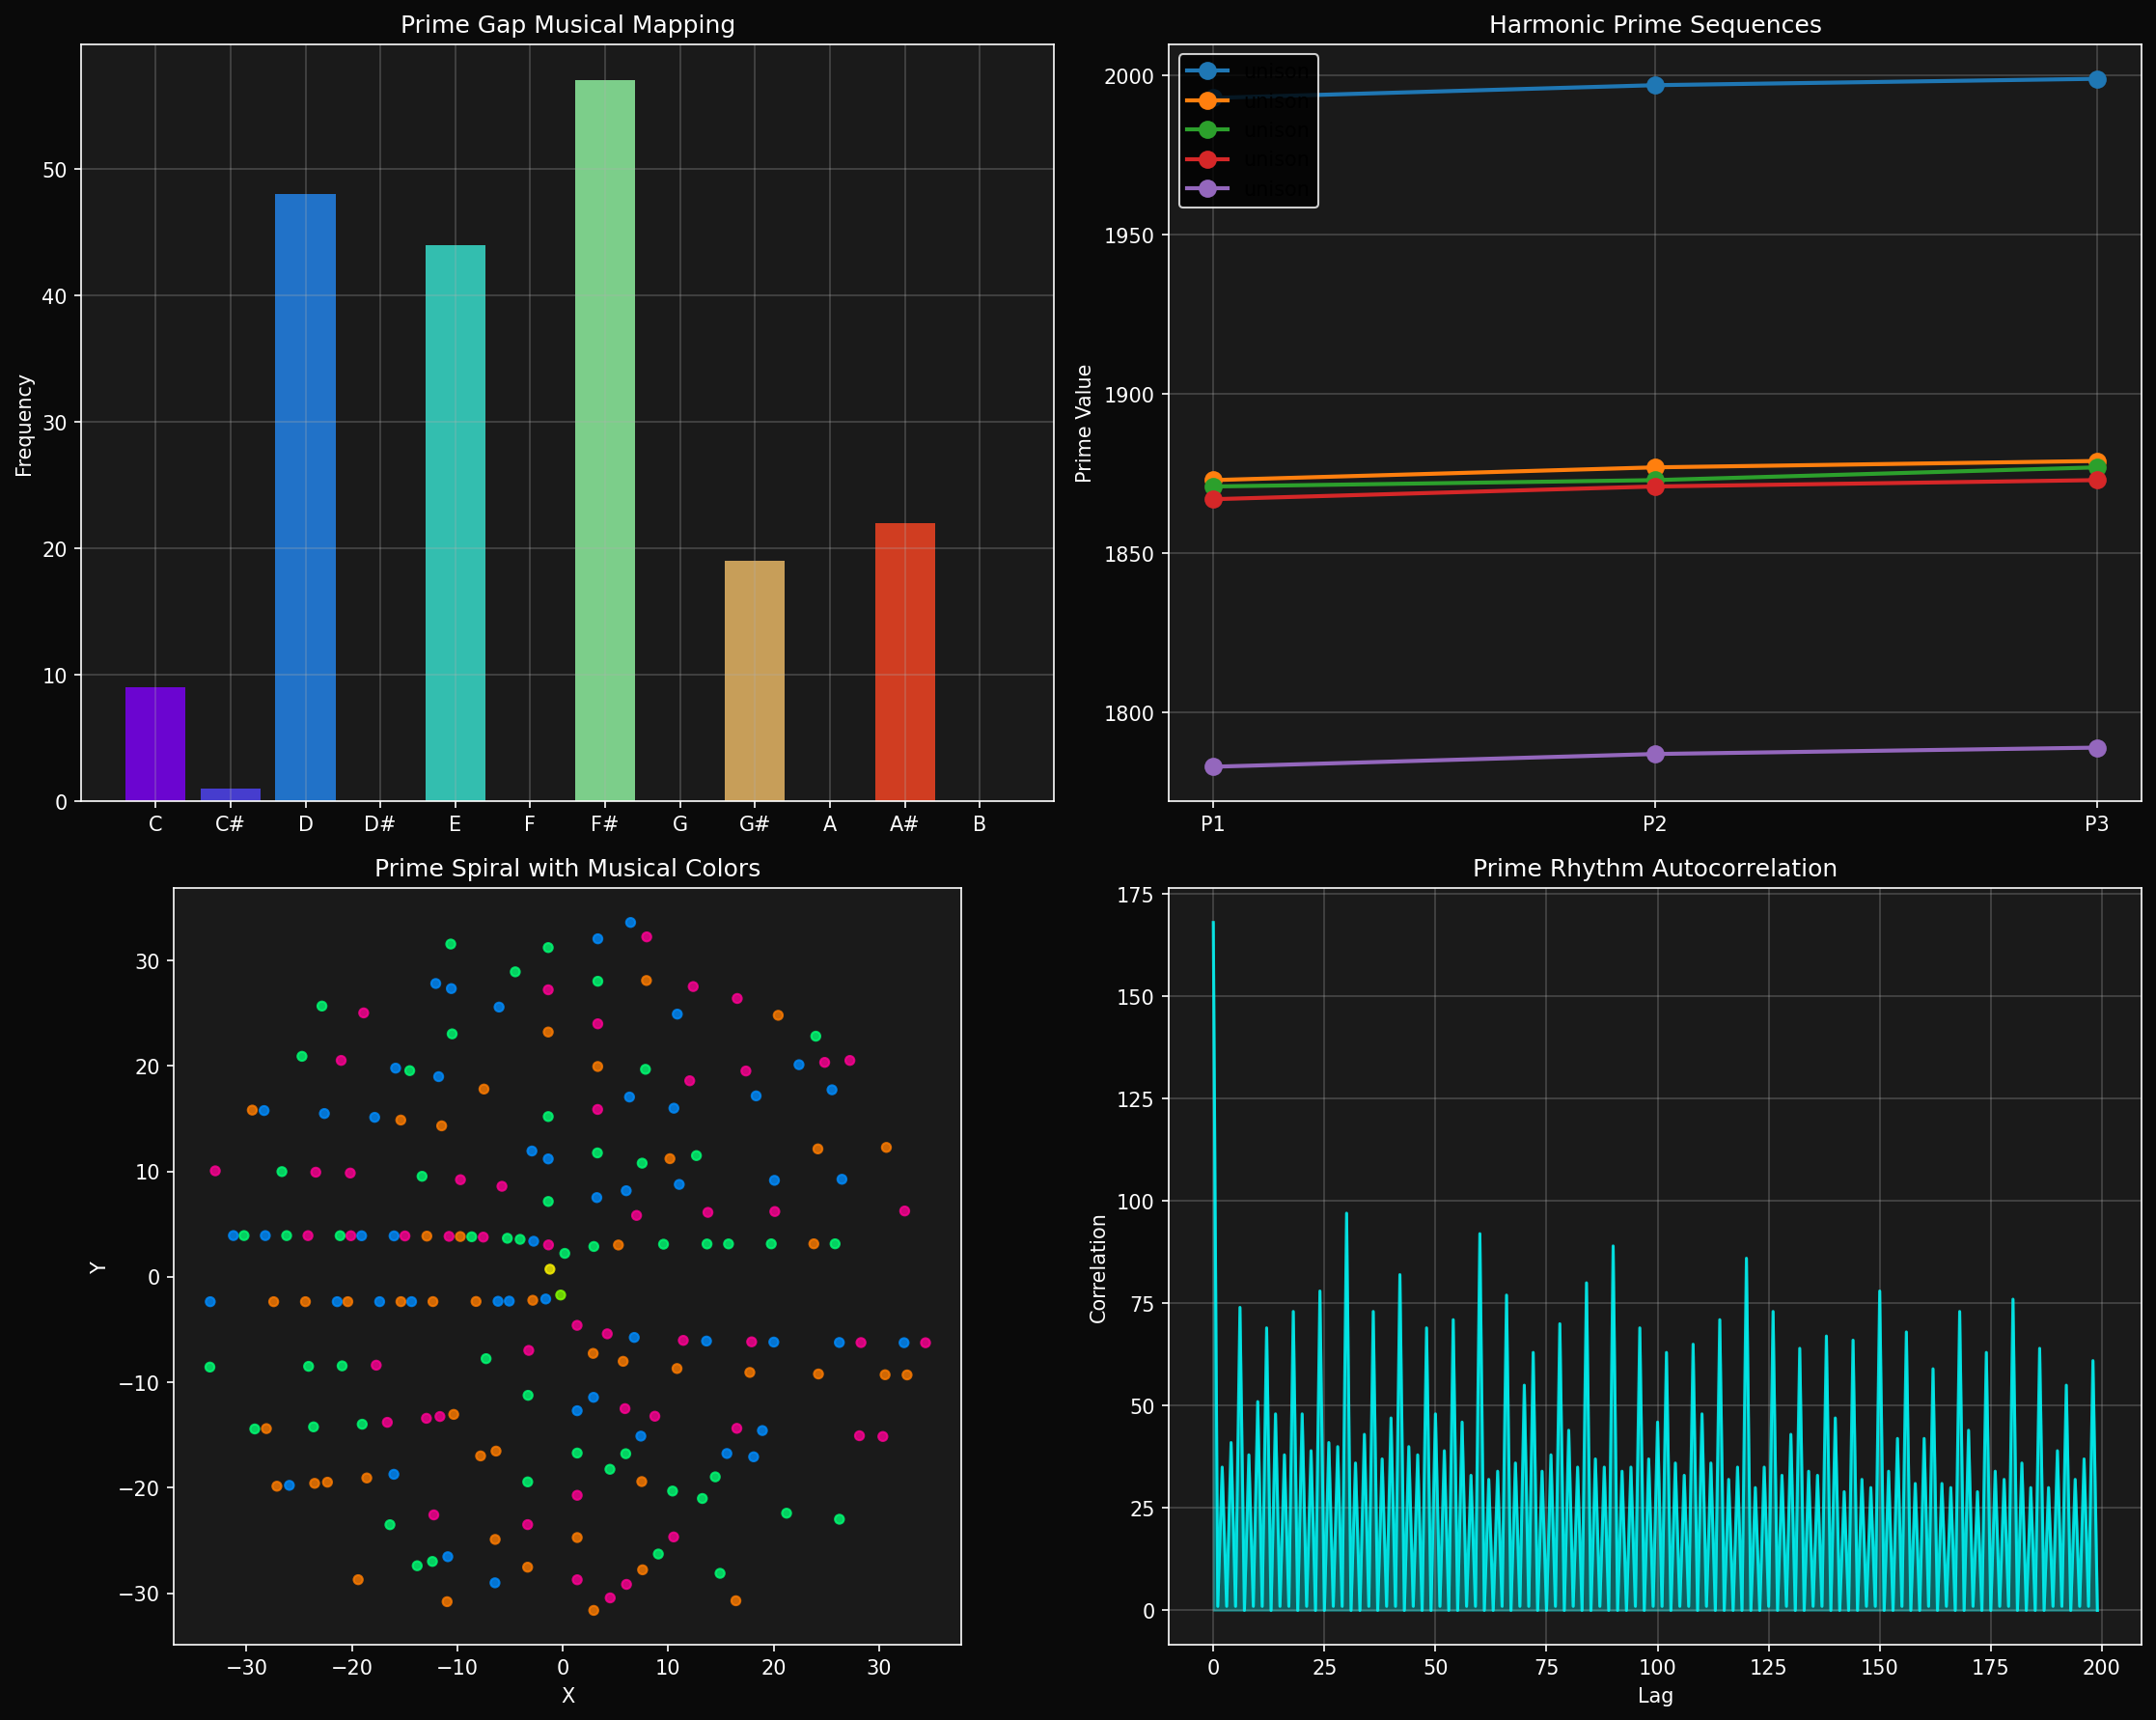 Prime Gap Musical Mapping
Frequency
50
40
30
20
10
0
C C# D D# E F F# G G# A A# B
Harmonic Prime Sequences
unison
unison
unison
unison
unison
Prime Value
2000
1950
1900
1850
1800
P1 P2 P3
Prime Spiral with Musical Colors
Y
30
20
10
0
−10
−20
−30
−30 −20 −10 0 10 20 30
X
Prime Rhythm Autocorrelation
Correlation
175
150
125
100
75
50
25
0
0 25 50 75 100 125 150 175 200
Lag